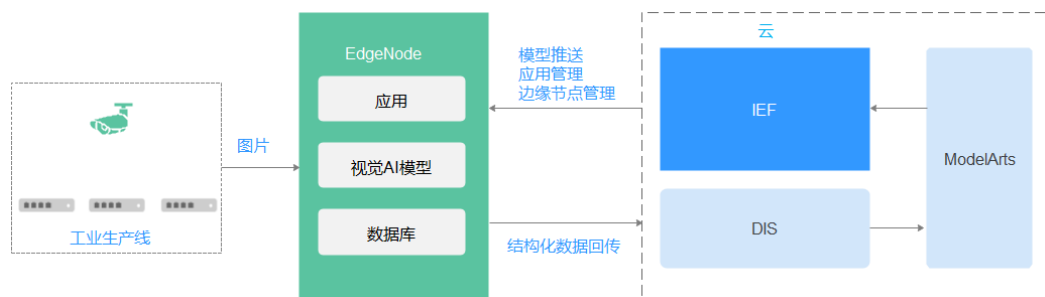 工业生产线
图片
EdgeNode
应用
视觉AI模型
数据库
模型推送
应用管理
边缘节点管理
结构化数据回传
云
IEF
DIS
ModelArts